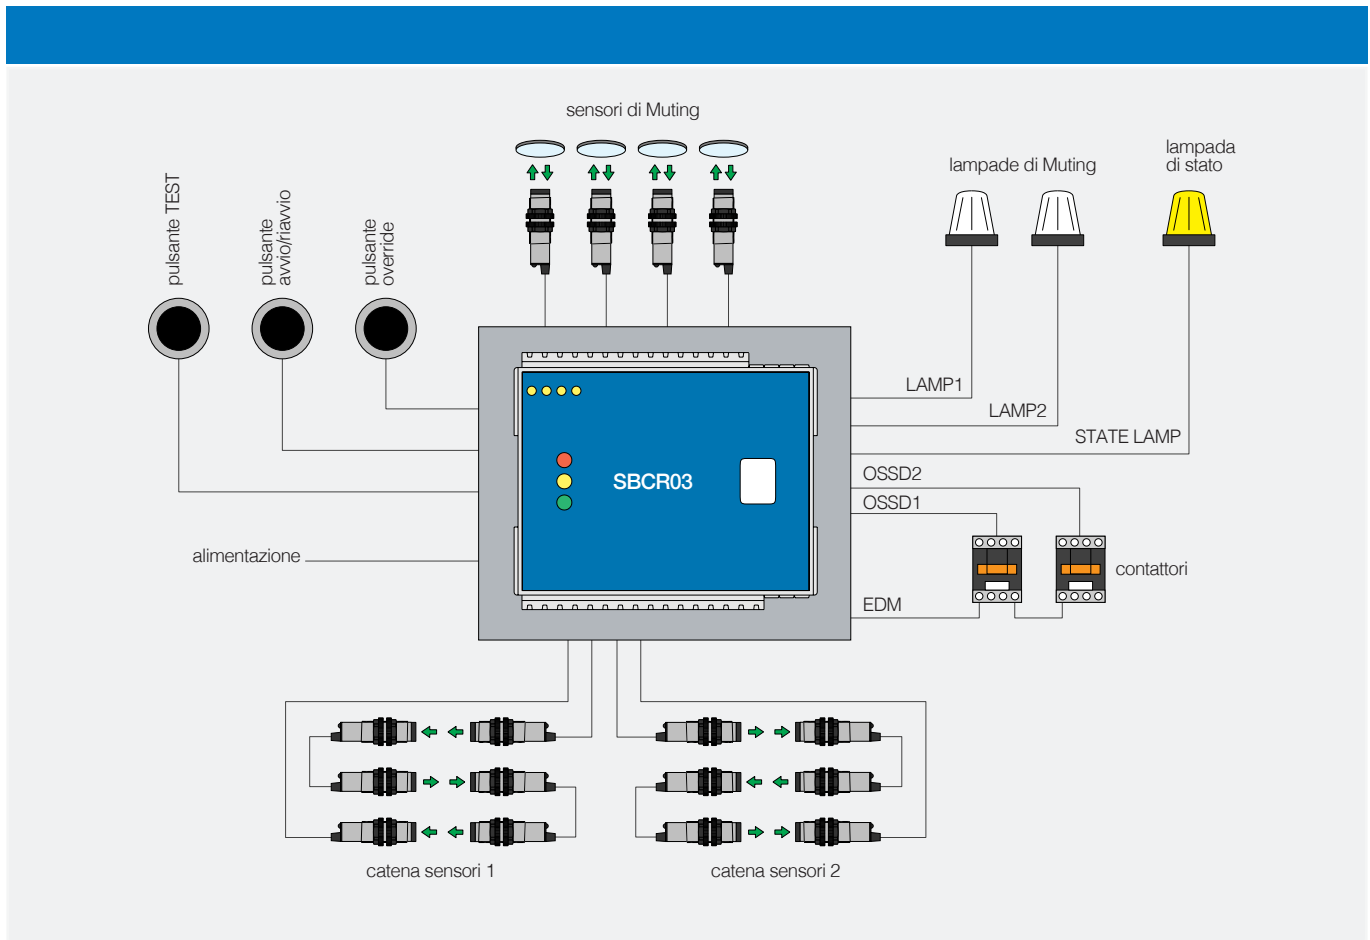 sensori di Muting
lampade di Muting
lampada
di stato
pulsante TEST
pulsante
avvio/riavvio
pulsante
override
LAMP1
LAMP2
STATE LAMP
SBCR03
OSSD2
OSSD1
alimentazione
contattori
EDM
catena sensori 1
catena sensori 2